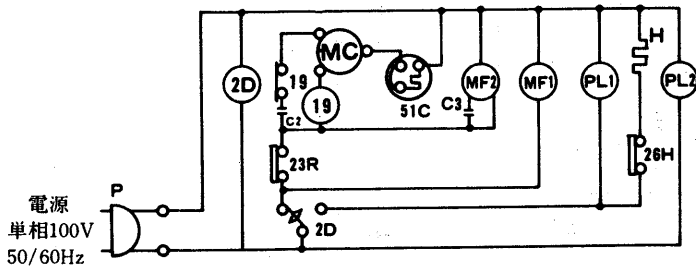 H
MC
2D
19
19
C2
51C
C3
MF2
MF1
PL1
PL2
23R
26H
P
2D
電源
単相100V
50/60Hz